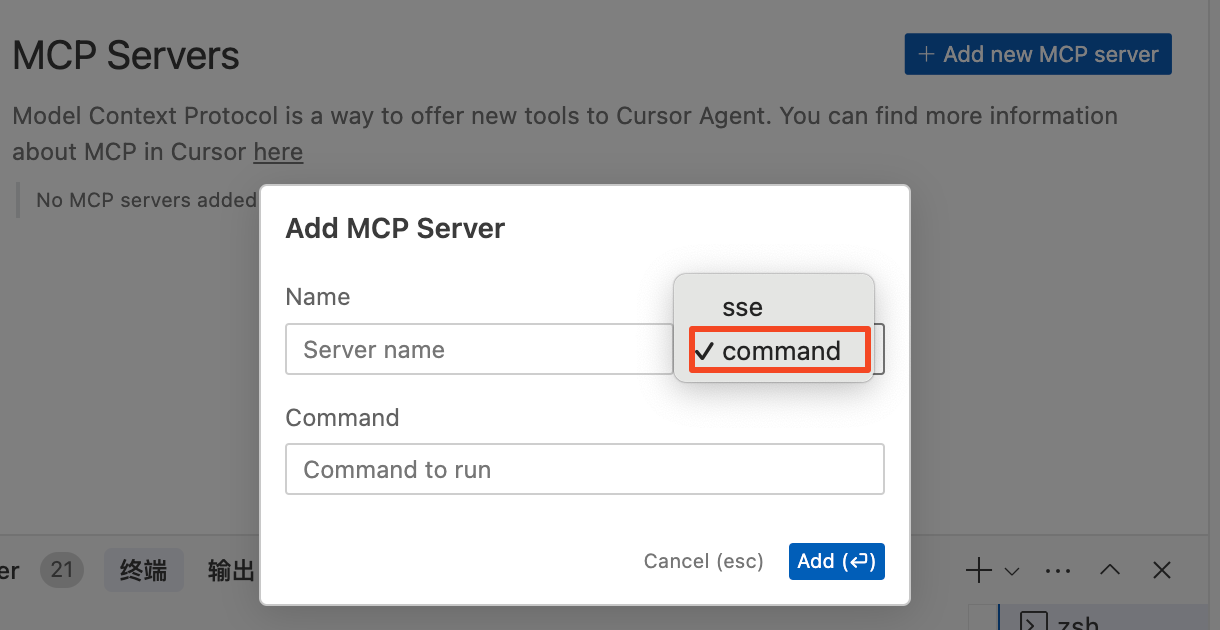 MCP Servers
+ Add new MCP server
Model Context Protocol is a way to offer new tools to Cursor Agent. You can find more information
about MCP in Cursor here
No MCP servers added
Add MCP Server
Name
sse
Server name
✓ command
Command
Command to run
Cancel (esc)
Add (⏎)
er
21
终端
输出
zsh